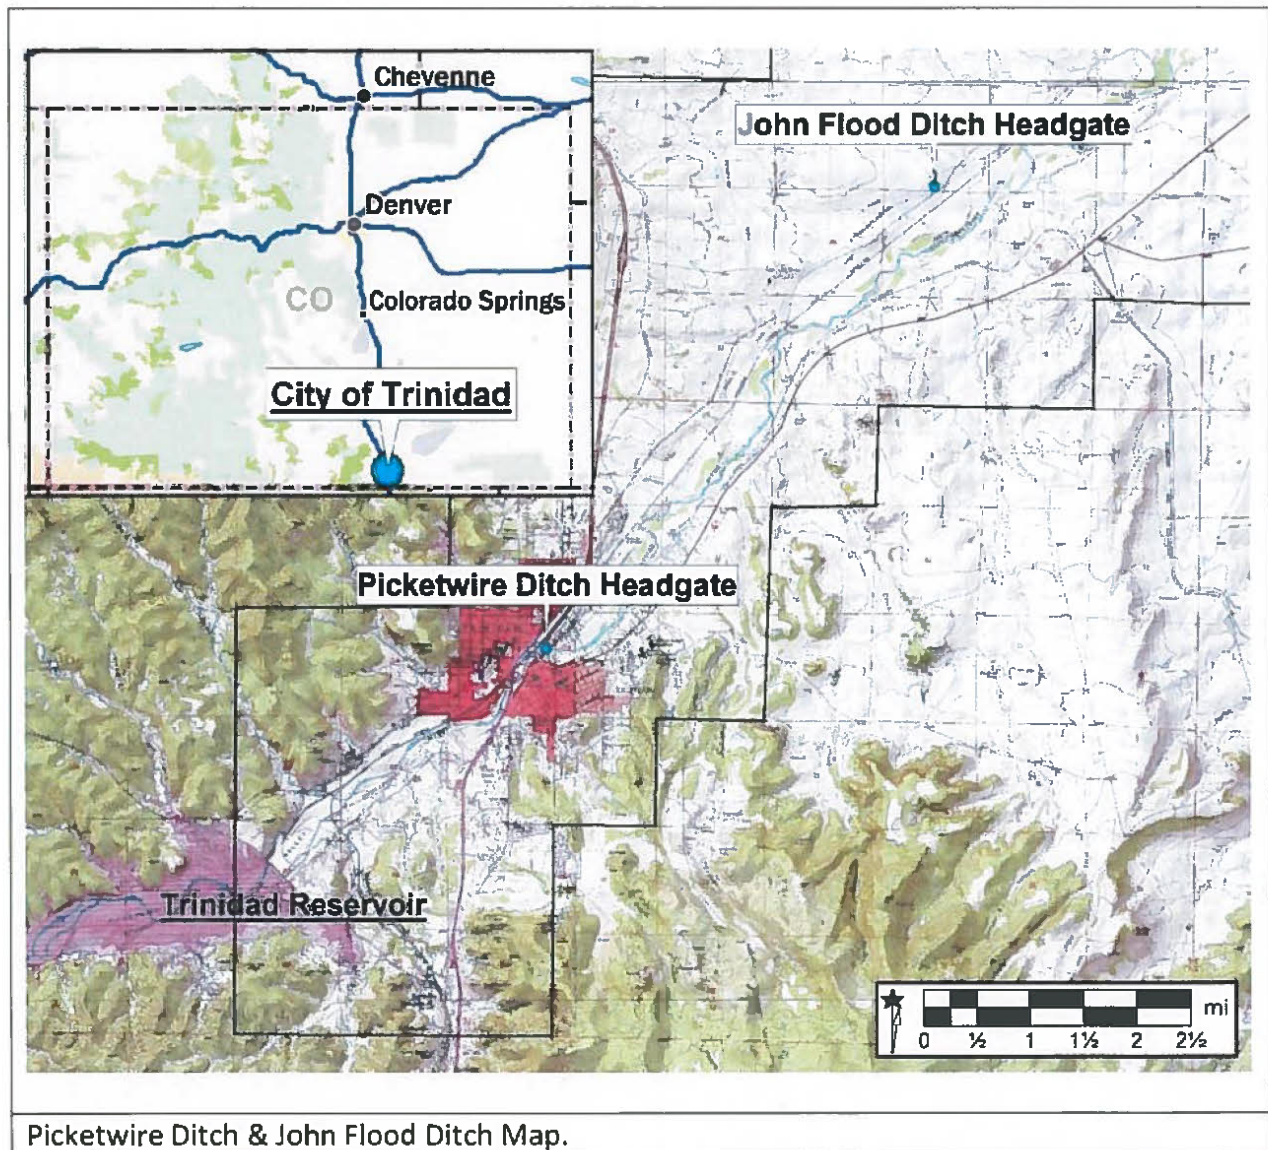 Cheyenne
John Flood Ditch Headgate
Denver
CO
Colorado Springs
City of Trinidad
Picketwire Ditch Headgate
Trinidad Reservoir
mi
0 ½ 1 1½ 2 2½
Picketwire Ditch & John Flood Ditch Map.